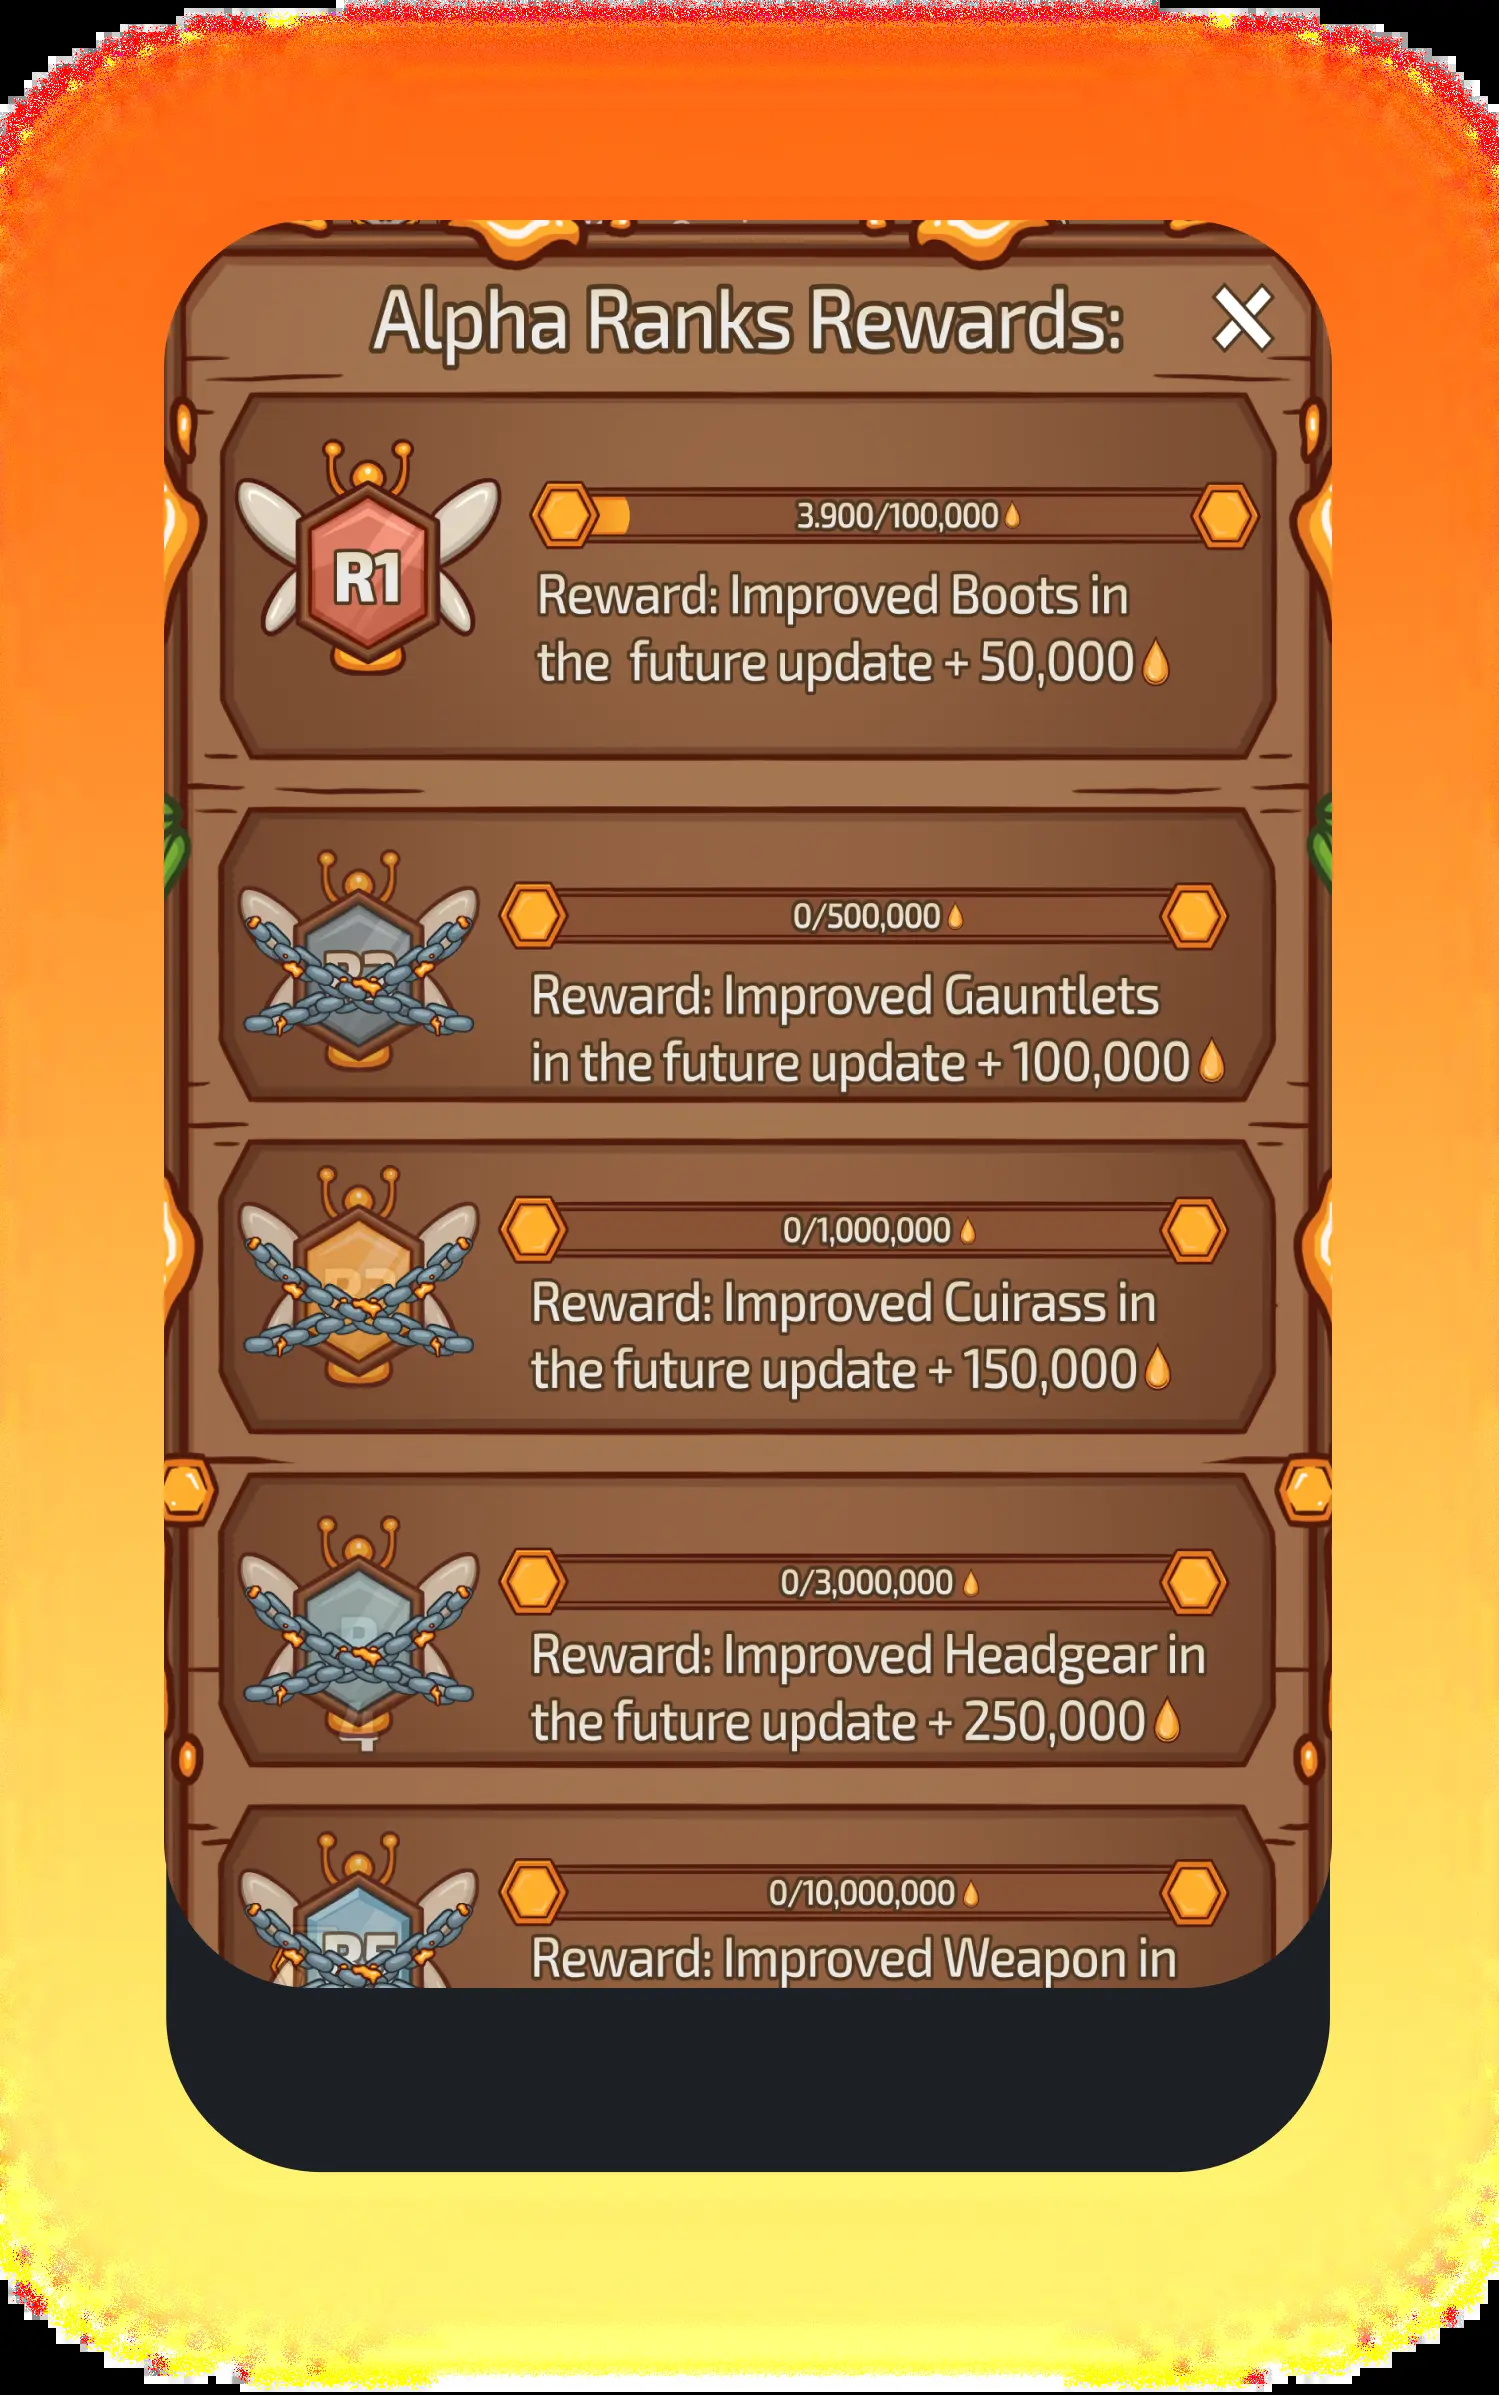 Alpha Ranks Rewards:
R1
3.900/100,000
Reward: Improved Boots in
the future update + 50,000
0/500,000
Reward: Improved Gauntlets
in the future update + 100,000
0/1,000,000
Reward: Improved Cuirass in
the future update + 150,000
0/3,000,000
Reward: Improved Headgear in
the future update + 250,000
R5
0/10,000,000
Reward: Improved Weapon in